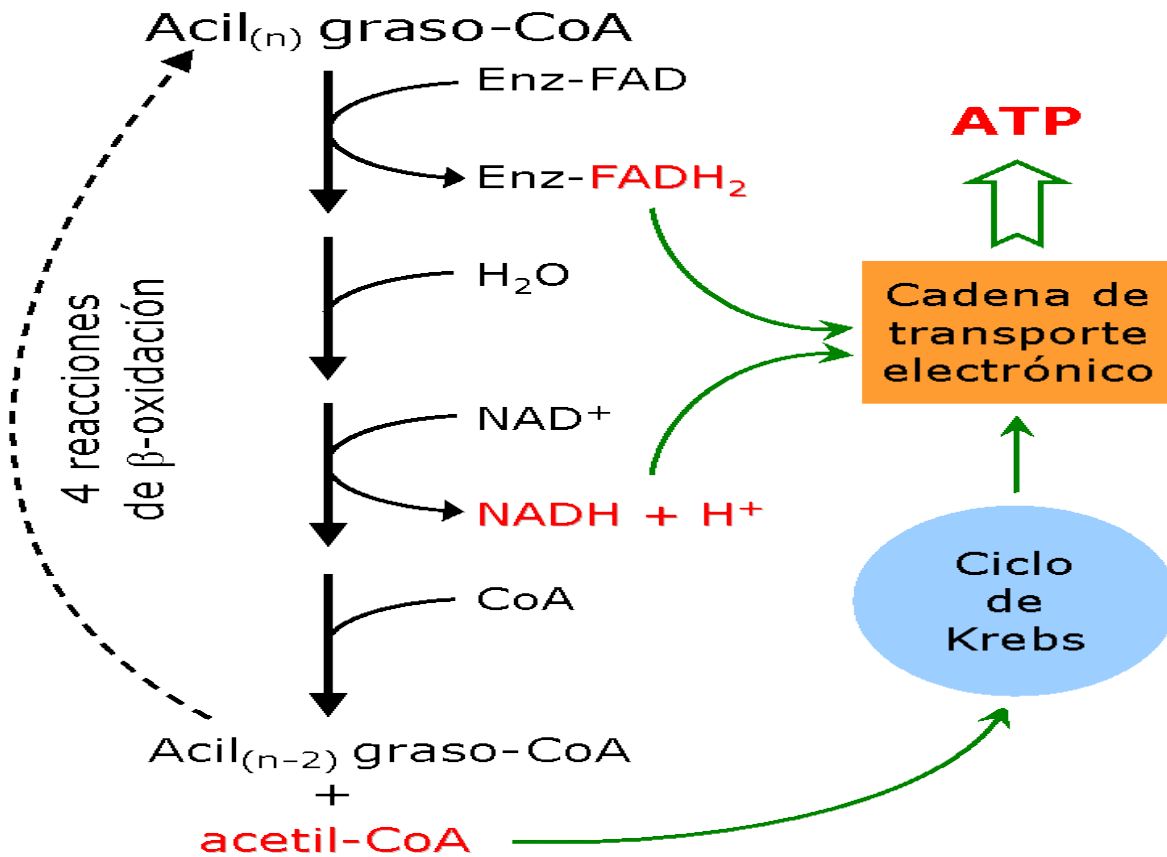 Acil(n) graso-CoA
Enz-FAD
Enz-FADH₂
H₂O
NAD⁺
NADH + H⁺
CoA
Acil(n-2) graso-CoA
+
acetil-CoA
4 reacciones
de β-oxidación
ATP
Cadena de
transporte
electrónico
Ciclo
de
Krebs